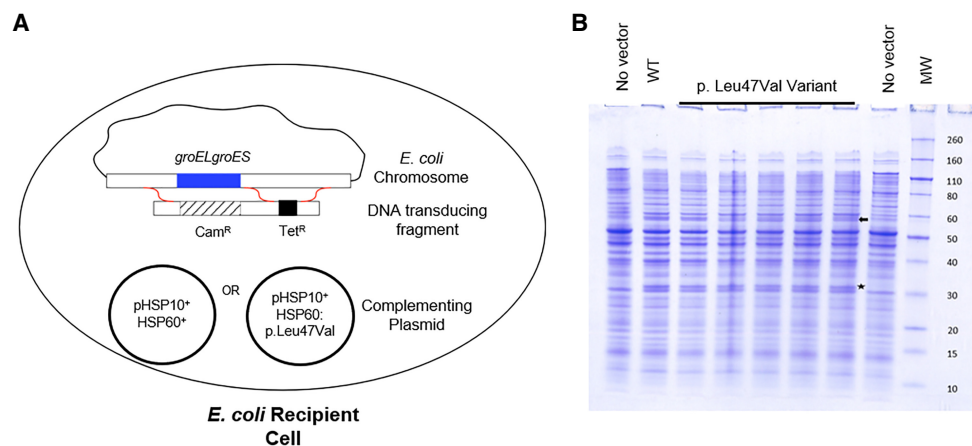 A
groELgroES
E. coli
Chromosome
DNA transducing
fragment
CamR
TetR
pHSP10+
HSP60+
OR
pHSP10+
HSP60:
p.Leu47Val
Complementing
Plasmid
E. coli Recipient
Cell
B
No vector
WT
p. Leu47Val Variant
No vector
MW
260
160
110
80
60
50
40
30
20
15
10